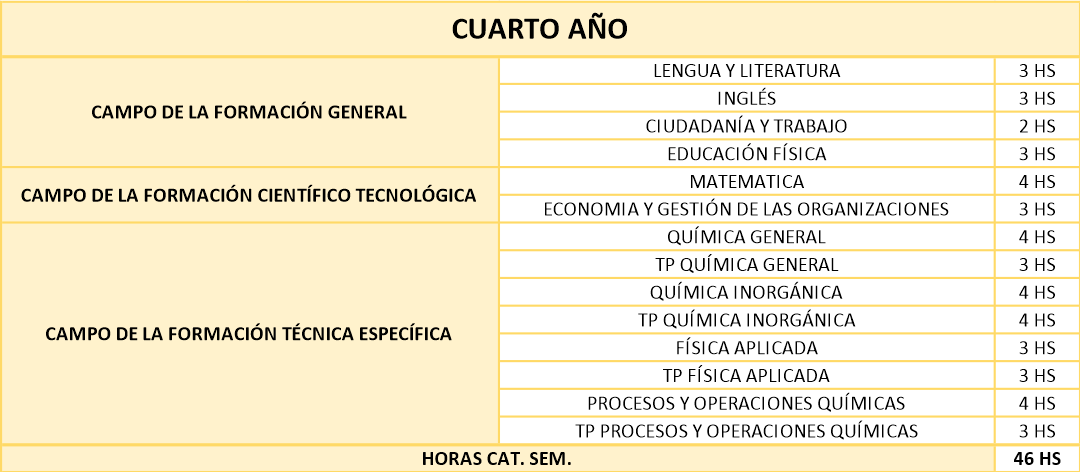 CUARTO AÑO
CAMPO DE LA FORMACIÓN GENERAL
LENGUA Y LITERATURA 3 HS
INGLÉS 3 HS
CIUDADANÍA Y TRABAJO 2 HS
EDUCACIÓN FÍSICA 3 HS
CAMPO DE LA FORMACIÓN CIENTÍFICO TECNOLÓGICA
MATEMATICA 4 HS
ECONOMIA Y GESTIÓN DE LAS ORGANIZACIONES 3 HS
CAMPO DE LA FORMACIÓN TÉCNICA ESPECÍFICA
QUÍMICA GENERAL 4 HS
TP QUÍMICA GENERAL 3 HS
QUÍMICA INORGÁNICA 4 HS
TP QUÍMICA INORGÁNICA 4 HS
FÍSICA APLICADA 3 HS
TP FÍSICA APLICADA 3 HS
PROCESOS Y OPERACIONES QUÍMICAS 4 HS
TP PROCESOS Y OPERACIONES QUÍMICAS 3 HS
HORAS CAT. SEM. 46 HS